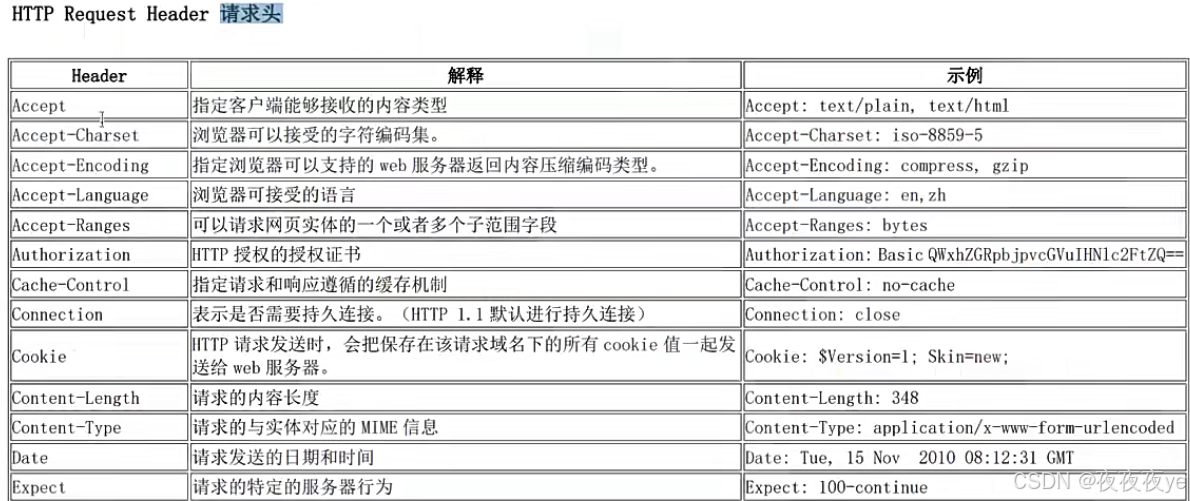 HTTP Request Header 请求头
Header 解释 示例
Accept 指定客户端能够接收的内容类型 Accept: text/plain, text/html
Accept-Charset 浏览器可以接受的字符编码集。 Accept-Charset: iso-8859-5
Accept-Encoding 指定浏览器可以支持的 web 服务器返回内容压缩编码类型。 Accept-Encoding: compress, gzip
Accept-Language 浏览器可接受的语言 Accept-Language: en,zh
Accept-Ranges 可以请求网页实体的一个或者多个子范围字段 Accept-Ranges: bytes
Authorization HTTP 授权的授权证书 Authorization: Basic QWxhZGRpbjpvcGVuIHNlc2FtZQ==
Cache-Control 指定请求和响应遵循的缓存机制 Cache-Control: no-cache
Connection 表示是否需要持久连接。（HTTP 1.1 默认进行持久连接） Connection: close
Cookie HTTP 请求发送时，会把保存在该请求域名下的所有 cookie 值一起发
送给 web 服务器。 Cookie: $Version=1; Skin=new;
Content-Length 请求的内容长度 Content-Length: 348
Content-Type 请求的与实体对应的 MIME 信息 Content-Type: application/x-www-form-urlencoded
Date 请求发送的日期和时间 Date: Tue, 15 Nov 2010 08:12:31 GMT
Expect 请求的特定的服务器行为 Expect: 100-continue
CSDN @夜夜夜ye